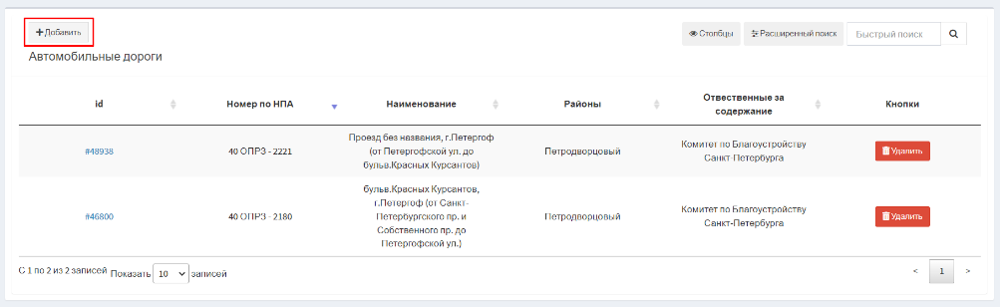 Добавить
Столбцы
Расширенный поиск
Быстрый поиск
Автомобильные дороги
id
Номер по НПА
Наименование
Районы
Отвественные за
содержание
Кнопки
#48938
40 ОПРЗ - 2221
Проезд без названия, г.Петергоф
(от Петергофской ул. до
бульв.Красных Курсантов)
Петродворцовый
Комитет по Благоустройству
Санкт-Петербурга
Удалить
#46800
40 ОПРЗ - 2180
бульв.Красных Курсантов,
г.Петергоф (от Санкт-
Петербургского пр. и
Собственного пр. до
Петергофской ул.)
Петродворцовый
Комитет по Благоустройству
Санкт-Петербурга
Удалить
С 1 по 2 из 2 записей
Показать 10 записей
< 1 >